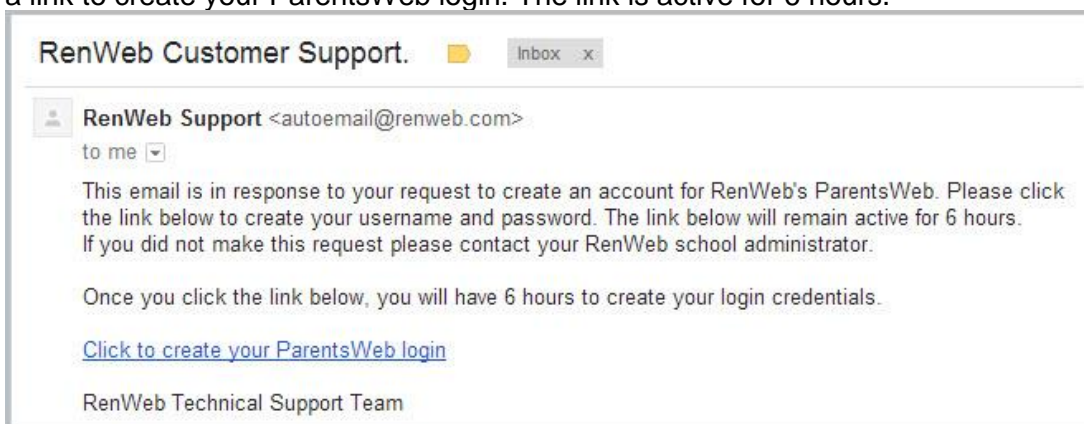 a link to create your ParentsWeb login. The link is active for 6 hours.
RenWeb Customer Support. Inbox x
RenWeb Support <autoemail@renweb.com>
to me
This email is in response to your request to create an account for RenWeb's ParentsWeb. Please click
the link below to create your username and password. The link below will remain active for 6 hours.
If you did not make this request please contact your RenWeb school administrator.
Once you click the link below, you will have 6 hours to create your login credentials.
Click to create your ParentsWeb login
RenWeb Technical Support Team